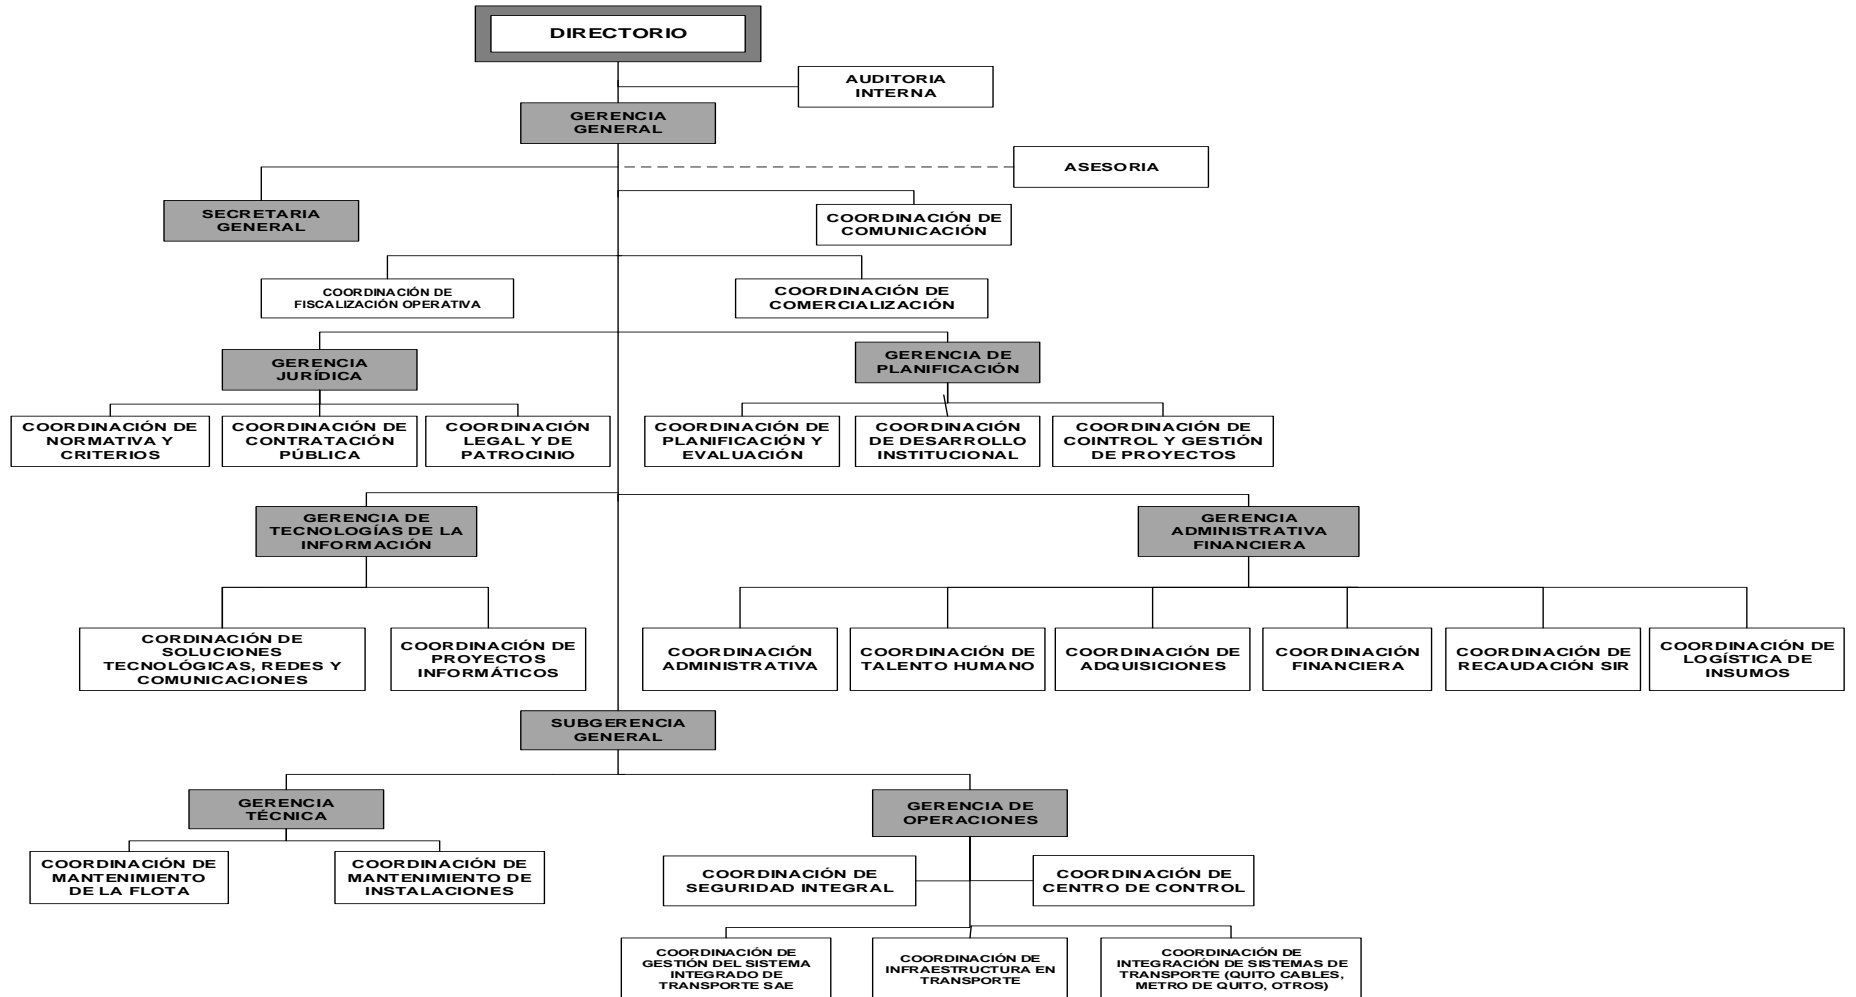 DIRECTORIO
AUDITORIA
INTERNA
GERENCIA
GENERAL
ASESORIA
SECRETARIA
GENERAL
COORDINACIÓN DE
COMUNICACIÓN
COORDINACIÓN DE
FISCALIZACIÓN OPERATIVA
COORDINACIÓN DE
COMERCIALIZACIÓN
GERENCIA
JURÍDICA
GERENCIA DE
PLANIFICACIÓN
COORDINACIÓN DE
NORMATIVA Y
CRITERIOS
COORDINACIÓN DE
CONTRATACIÓN
PÚBLICA
COORDINACIÓN
LEGAL Y DE
PATROCINIO
COORDINACIÓN DE
PLANIFICACIÓN Y
EVALUACIÓN
COORDINACIÓN
DE DESARROLLO
INSTITUCIONAL
COORDINACIÓN DE
COINTROL Y GESTIÓN
DE PROYECTOS
GERENCIA DE
TECNOLOGÍAS DE LA
INFORMACIÓN
GERENCIA
ADMINISTRATIVA
FINANCIERA
CORDINACIÓN DE
SOLUCIONES
TECNOLÓGICAS, REDES Y
COMUNICACIONES
COORDINACIÓN DE
PROYECTOS
INFORMÁTICOS
COORDINACIÓN
ADMINISTRATIVA
COORDINACIÓN DE
TALENTO HUMANO
COORDINACIÓN DE
ADQUISICIONES
COORDINACIÓN
FINANCIERA
COORDINACIÓN DE
RECAUDACIÓN SIR
COORDINACIÓN DE
LOGÍSTICA DE
INSUMOS
SUBGERENCIA
GENERAL
GERENCIA
TÉCNICA
GERENCIA DE
OPERACIONES
COORDINACIÓN DE
MANTENIMIENTO
DE LA FLOTA
COORDINACIÓN DE
MANTENIMIENTO DE
INSTALACIONES
COORDINACIÓN DE
SEGURIDAD INTEGRAL
COORDINACIÓN DE
CENTRO DE CONTROL
COORDINACIÓN DE
GESTIÓN DEL SISTEMA
INTEGRADO DE
TRANSPORTE SAE
COORDINACIÓN DE
INFRAESTRUCTURA EN
TRANSPORTE
COORDINACIÓN DE
INTEGRACIÓN DE SISTEMAS DE
TRANSPORTE (QUITO CABLES,
METRO DE QUITO, OTROS)